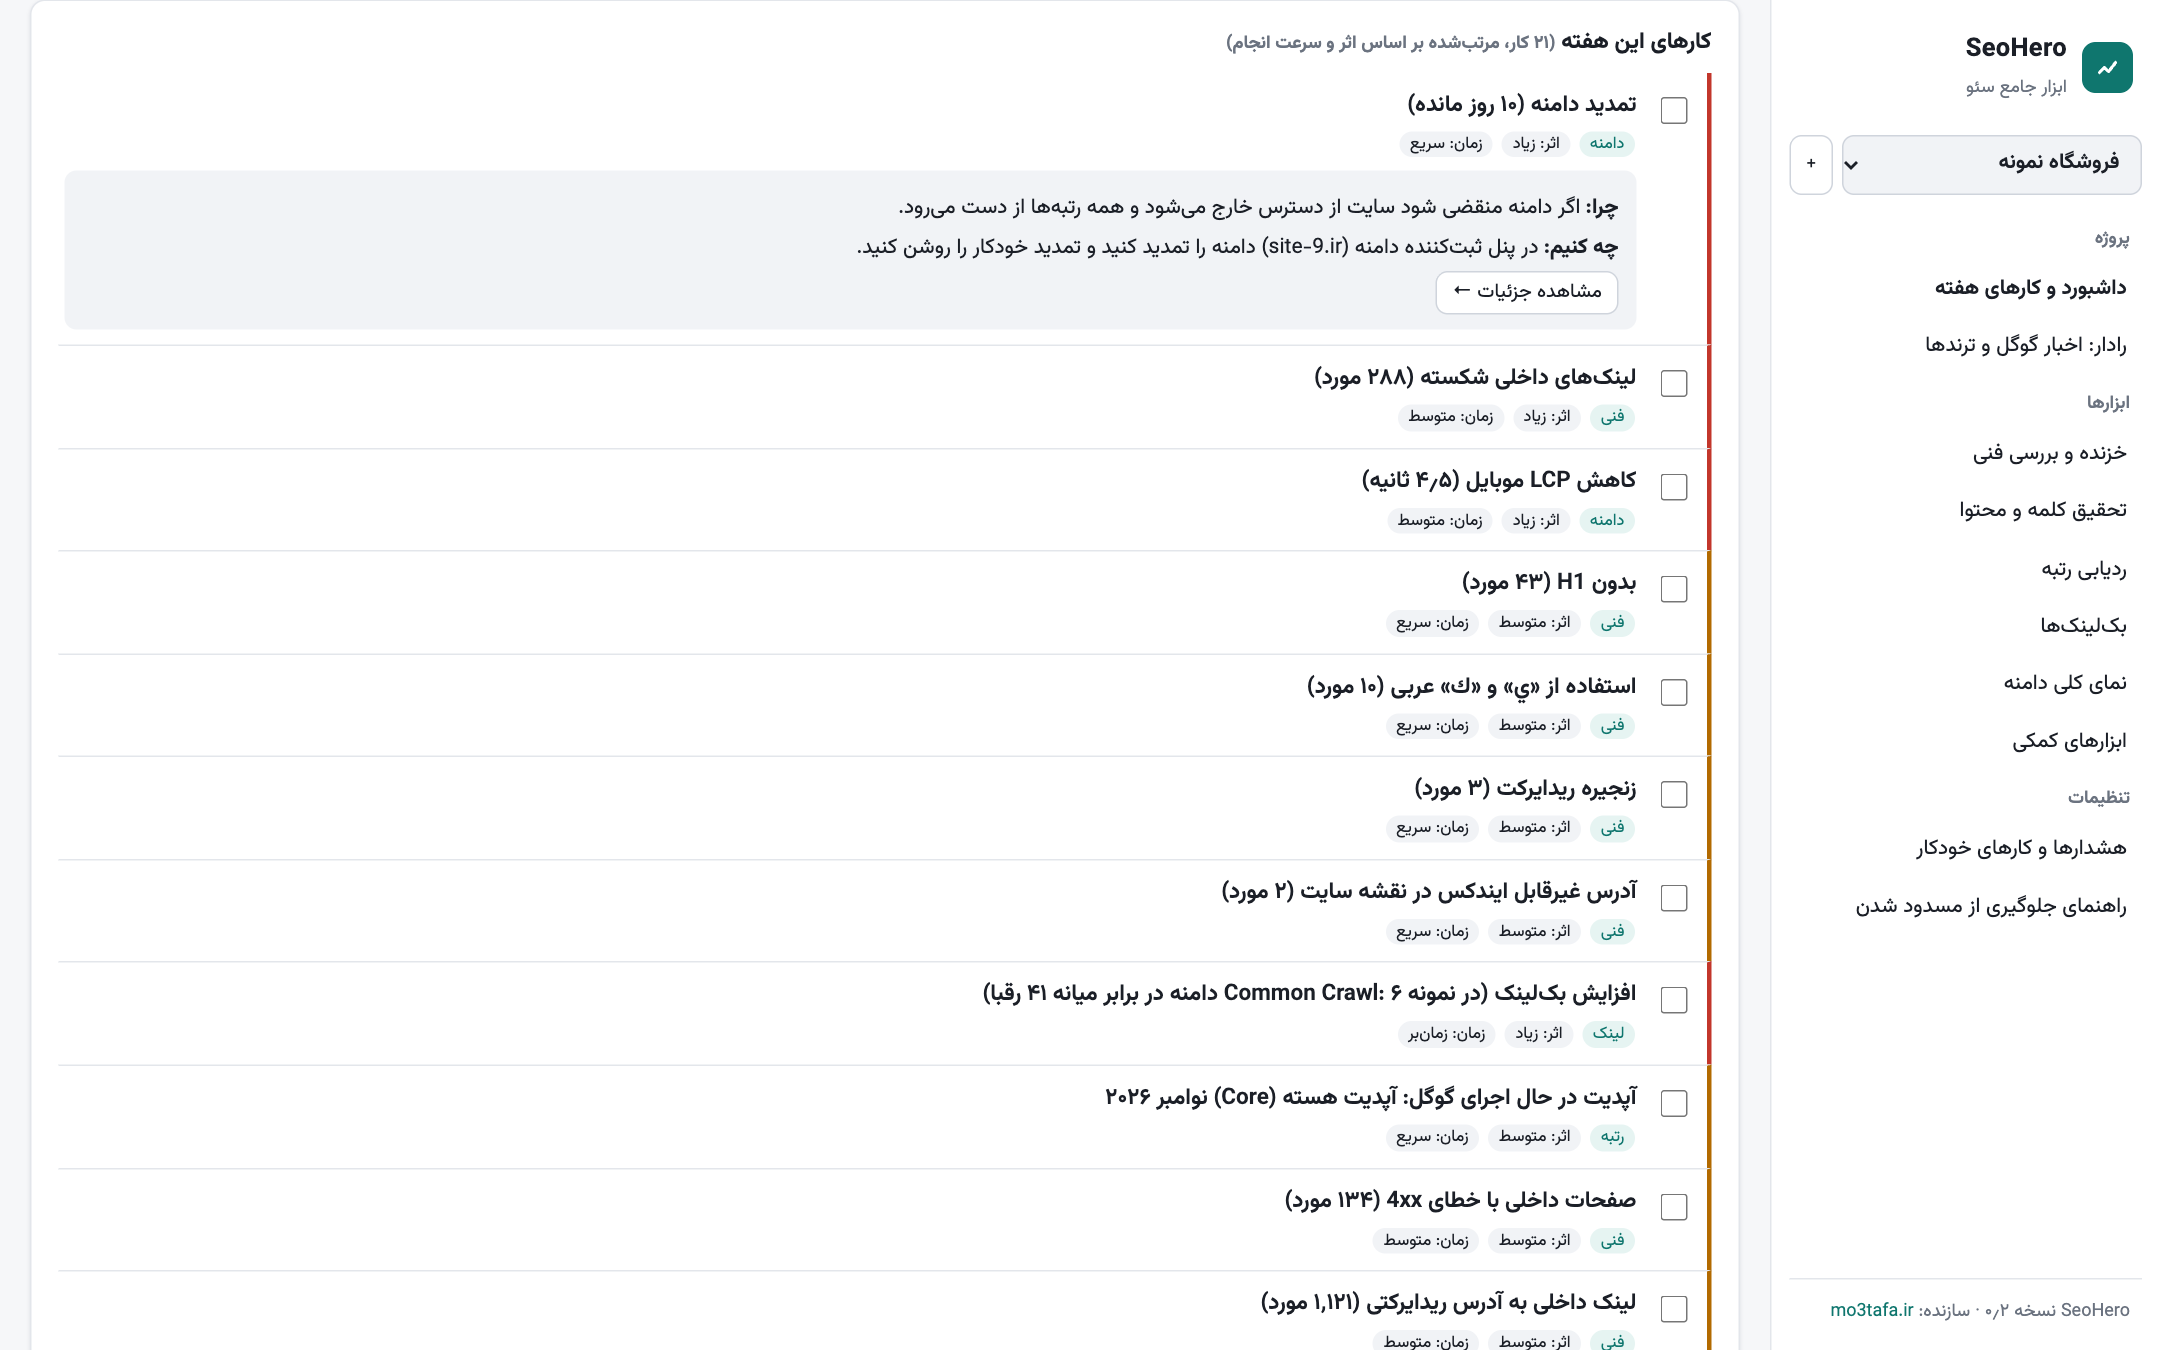 SeoHero
ابزار جامع سئو
فروشگاه نمونه
+
پروژه
داشبورد و کارهای هفته
رادار: اخبار گوگل و ترندها
ابزارها
خزنده و بررسی فنی
تحقیق کلمه و محتوا
ردیابی رتبه
بک‌لینک‌ها
نمای کلی دامنه
ابزارهای کمکی
تنظیمات
هشدارها و کارهای خودکار
راهنمای جلوگیری از مسدود شدن
SeoHero نسخه ۰٫۲ · سازنده: mo3tafa.ir
کارهای این هفته (۲۱ کار، مرتب‌شده بر اساس اثر و سرعت انجام)
تمدید دامنه (۱۰ روز مانده)
دامنه اثر: زیاد زمان: سریع
چرا: اگر دامنه منقضی شود سایت از دسترس خارج می‌شود و همه رتبه‌ها از دست می‌رود.
چه کنیم: در پنل ثبت‌کننده دامنه (site-9.ir) دامنه را تمدید کنید و تمدید خودکار را روشن کنید.
مشاهده جزئیات ←
لینک‌های داخلی شکسته (۲۸۸ مورد)
فنی اثر: زیاد زمان: متوسط
کاهش LCP موبایل (۴٫۵ ثانیه)
دامنه اثر: زیاد زمان: متوسط
بدون H1 (۴۳ مورد)
فنی اثر: متوسط زمان: سریع
استفاده از «ي» و «ك» عربی (۱۰ مورد)
فنی اثر: متوسط زمان: سریع
زنجیره ریدایرکت (۳ مورد)
فنی اثر: متوسط زمان: سریع
آدرس غیرقابل ایندکس در نقشه سایت (۲ مورد)
فنی اثر: متوسط زمان: سریع
افزایش بک‌لینک (در نمونه Common Crawl: ۶ دامنه در برابر میانه ۴۱ رقبا)
لینک اثر: زیاد زمان: زمان‌بر
آپدیت در حال اجرای گوگل: آپدیت هسته (Core) نوامبر ۲۰۲۶
رتبه اثر: متوسط زمان: سریع
صفحات داخلی با خطای 4xx (۱۳۴ مورد)
فنی اثر: متوسط زمان: متوسط
لینک داخلی به آدرس ریدایرکتی (۱,۱۲۱ مورد)
فنی اثر: متوسط زمان: متوسط